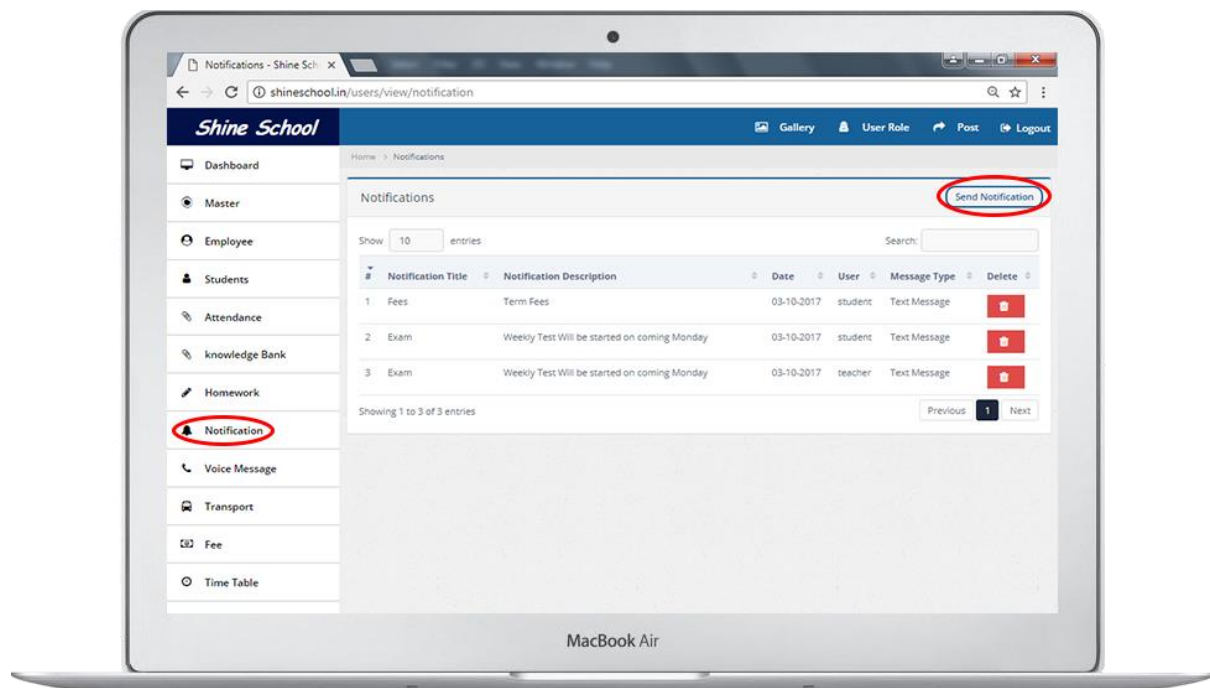 Notifications - Shine Sch
shineschool.in/users/view/notification
Shine School
Gallery User Role Post Logout
Dashboard
Master
Employee
Students
Attendance
knowledge Bank
Homework
Notification
Voice Message
Transport
Fee
Time Table
Home > Notifications
Notifications Send Notification
Show 10 entries Search:
# Notification Title Notification Description Date User Message Type Delete
1 Fees Term Fees 03-10-2017 student Text Message
2 Exam Weekly Test Will be started on coming Monday 03-10-2017 student Text Message
3 Exam Weekly Test Will be started on coming Monday 03-10-2017 teacher Text Message
Showing 1 to 3 of 3 entries Previous 1 Next
MacBook Air